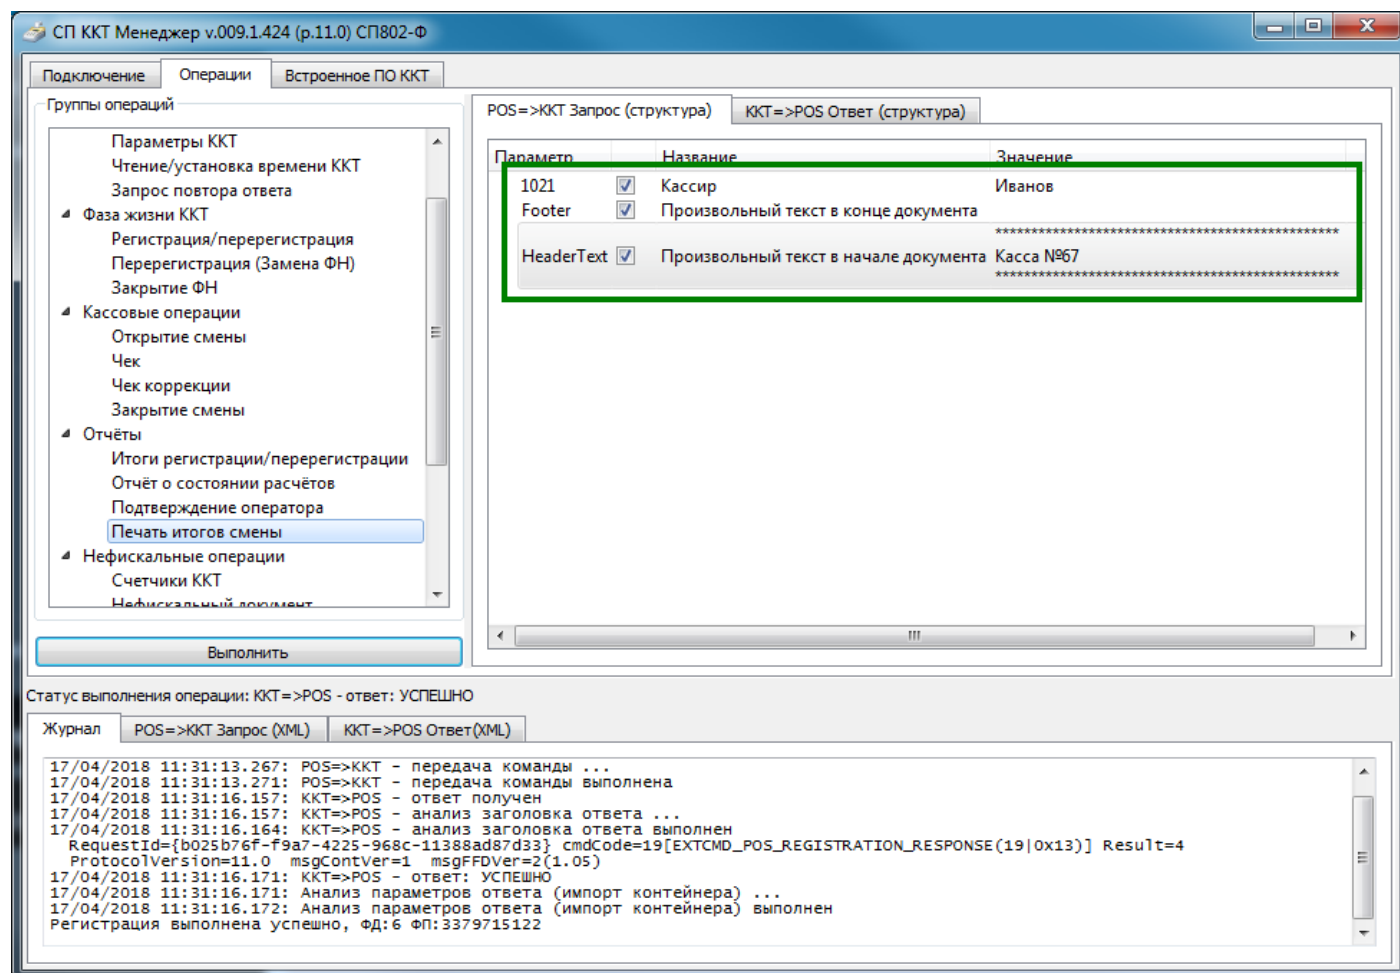 СП ККТ Менеджер v.009.1.424 (p.11.0) СП802-Ф
Подключение Операции Встроенное ПО ККТ
Группы операций
Параметры ККТ
Чтение/установка времени ККТ
Запрос повтора ответа
Фаза жизни ККТ
Регистрация/перерегистрация
Перерегистрация (Замена ФН)
Закрытие ФН
Кассовые операции
Открытие смены
Чек
Чек коррекции
Закрытие смены
Отчёты
Итоги регистрации/перерегистрации
Отчёт о состоянии расчётов
Подтверждение оператора
Печать итогов смены
Нефискальные операции
Счетчики ККТ
Нефискальный документ
Выполнить
POS=>ККТ Запрос (структура) ККТ=>POS Ответ (структура)
Параметр Название Значение
1021 Кассир Иванов
Footer Произвольный текст в конце документа
***********************************************
HeaderText Произвольный текст в начале документа Касса №67
***********************************************
Статус выполнения операции: ККТ=>POS - ответ: УСПЕШНО
Журнал POS=>ККТ Запрос (XML) ККТ=>POS Ответ(XML)
17/04/2018 11:31:13.267: POS=>ККТ - передача команды ...
17/04/2018 11:31:13.271: POS=>ККТ - передача команды выполнена
17/04/2018 11:31:16.157: ККТ=>POS - ответ получен
17/04/2018 11:31:16.157: ККТ=>POS - анализ заголовка ответа ...
17/04/2018 11:31:16.164: ККТ=>POS - анализ заголовка ответа выполнен
RequestId={b025b76f-f9a7-4225-968c-11388ad87d33} cmdCode=19[EXTCMD_POS_REGISTRATION_RESPONSE(19|0x13)] Result=4
ProtocolVersion=11.0 msgContVer=1 msgFFDVer=2(1.05)
17/04/2018 11:31:16.171: ККТ=>POS - ответ: УСПЕШНО
17/04/2018 11:31:16.171: Анализ параметров ответа (импорт контейнера) ...
17/04/2018 11:31:16.172: Анализ параметров ответа (импорт контейнера) выполнен
Регистрация выполнена успешно, ФД:6 ФП:3379715122